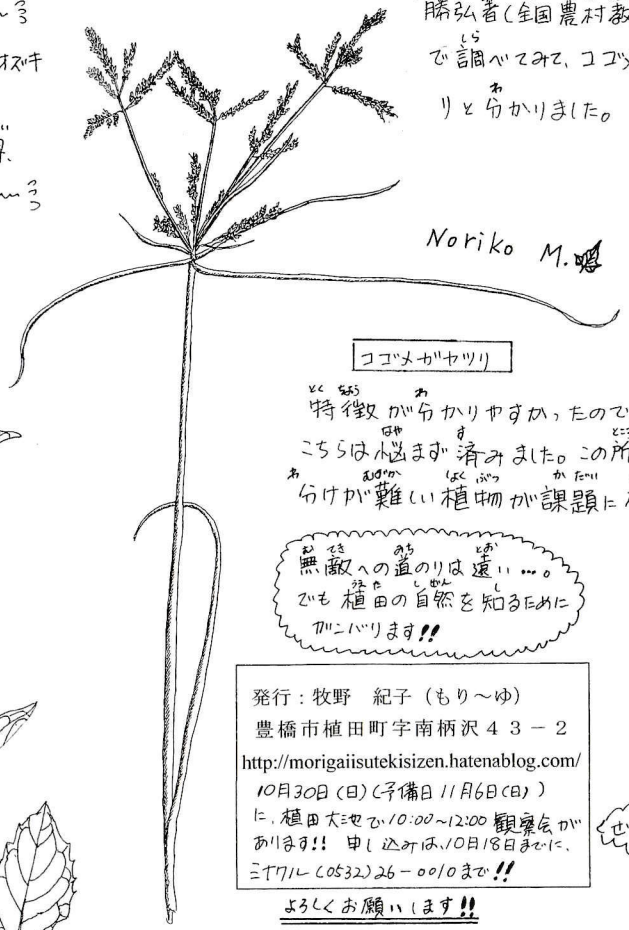 オズキ
勝弘著(全国農村教
で調べてみて、コゴメ
りと分かりました。
Noriko M.
コゴメガヤツリ
特徴が分かりやすかったので
こちらは悩まず済みました。この所
分けが難しい植物が課題に
無敵への道のりは遠い…。
でも植田の自然を知るために
ガンバります!!
発行:牧野 紀子(もり~ゆ)
豊橋市植田町字南柄沢43-2
http://morigaiisutekisizen.hatenablog.com/
10月30日(日)(予備日11月6日(日))
に、植田大池で10:00~12:00観察会が
あります!! 申し込みは、10月18日までに、
ミナクル(0532)26-0010まで!!
よろしくお願いします!!